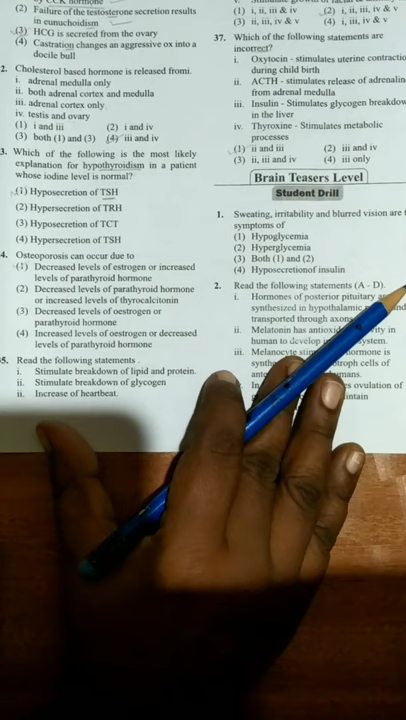 by CCK hormone
(2) Failure of the testosterone secretion results
in eunuchoidism
(3) HCG is secreted from the ovary
(4) Castration changes an aggressive ox into a
docile bull
2. Cholesterol based hormone is released fromi.
i. adrenal medulla only
ii. both adrenal cortex and medulla
iii. adrenal cortex only
iv. testis and ovary
(1) i and iii (2) i and iv
(3) both (1) and (3) (4) iii and iv
3. Which of the following is the most likely
explanation for hypothyroidism in a patient
whose iodine level is normal?
(1) Hyposecretion of TSH
(2) Hypersecretion of TRH
(3) Hyposecretion of TCT
(4) Hypersecretion of TSH
4. Osteoporosis can occur due to
(1) Decreased levels of estrogen or increased
levels of parathyroid hormone
(2) Decreased levels of parathyroid hormone
or increased levels of thyrocalcitonin
(3) Decreased levels of oestrogen or
parathyroid hormone
(4) Increased levels of oestrogen or decreased
levels of parathyroid hormone
5. Read the following statements .
i. Stimulate breakdown of lipid and protein.
ii. Stimulate breakdown of glycogen
ii. Increase of heartbeat.
(1) i, ii, iii & iv (2) i, ii, iii, iv & v
(3) ii, iii, iv & v (4) i, iii, iv & v
37. Which of the following statements are
incorrect?
i. Oxytocin - stimulates uterine contractio
during child birth
ii. ACTH - stimulates release of adrenalin
from adrenal medulla
iii. Insulin - Stimulates glycogen breakdow
in the liver
iv. Thyroxine - Stimulates metabolic
processes
(1) ii and iii (2) iii and iv
(3) ii, iii and iv (4) iii only
Brain Teasers Level
Student Drill
1. Sweating, irritability and blurred vision are t
symptoms of
(1) Hypoglycemia
(2) Hyperglycemia
(3) Both (1) and (2)
(4) Hyposecretionof insulin
2. Read the following statements (A - D).
i. Hormones of posterior pituitary
synthesized in hypothalamic and
transported through
ii. Melatonin has in
human to develop system.
iii. Melanocyte hormone is
cells of
ovulation of